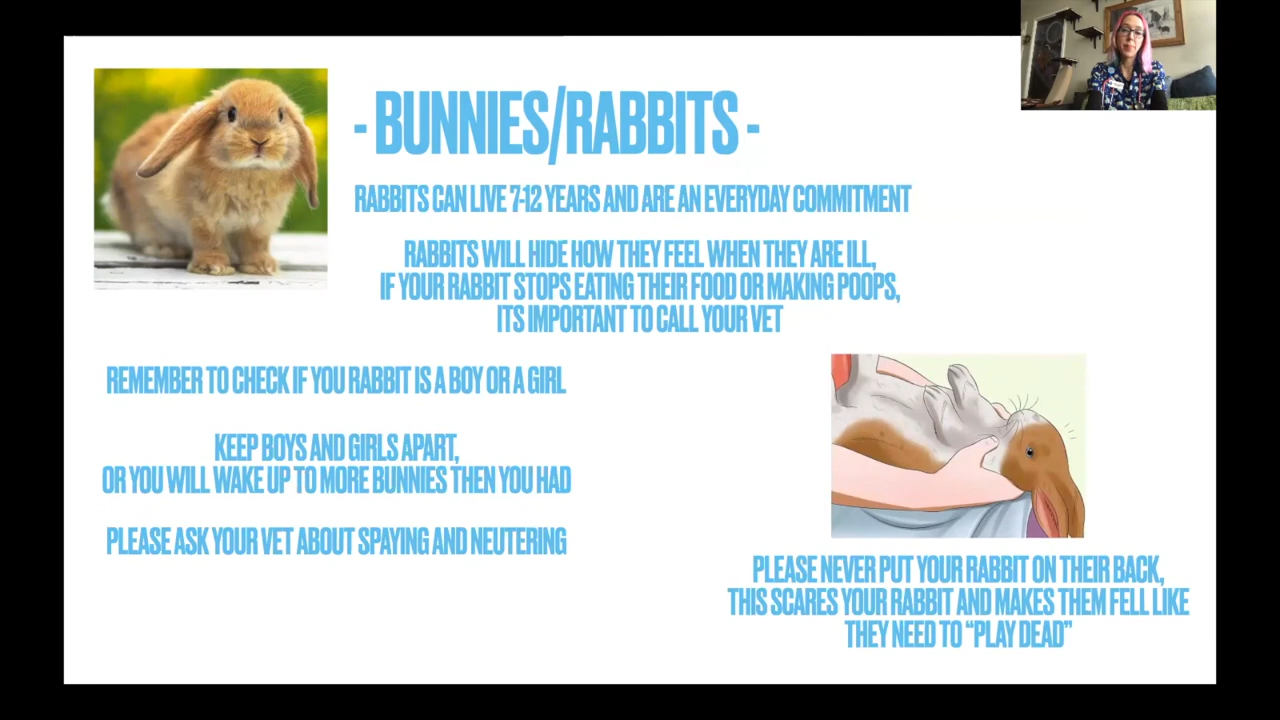 - BUNNIES/RABBITS -
RABBITS CAN LIVE 7-12 YEARS AND ARE AN EVERYDAY COMMITMENT
RABBITS WILL HIDE HOW THEY FEEL WHEN THEY ARE ILL,
IF YOUR RABBIT STOPS EATING THEIR FOOD OR MAKING POOPS,
ITS IMPORTANT TO CALL YOUR VET
REMEMBER TO CHECK IF YOU RABBIT IS A BOY OR A GIRL
KEEP BOYS AND GIRLS APART,
OR YOU WILL WAKE UP TO MORE BUNNIES THEN YOU HAD
PLEASE ASK YOUR VET ABOUT SPAYING AND NEUTERING
PLEASE NEVER PUT YOUR RABBIT ON THEIR BACK,
THIS SCARES YOUR RABBIT AND MAKES THEM FELL LIKE
THEY NEED TO “PLAY DEAD”